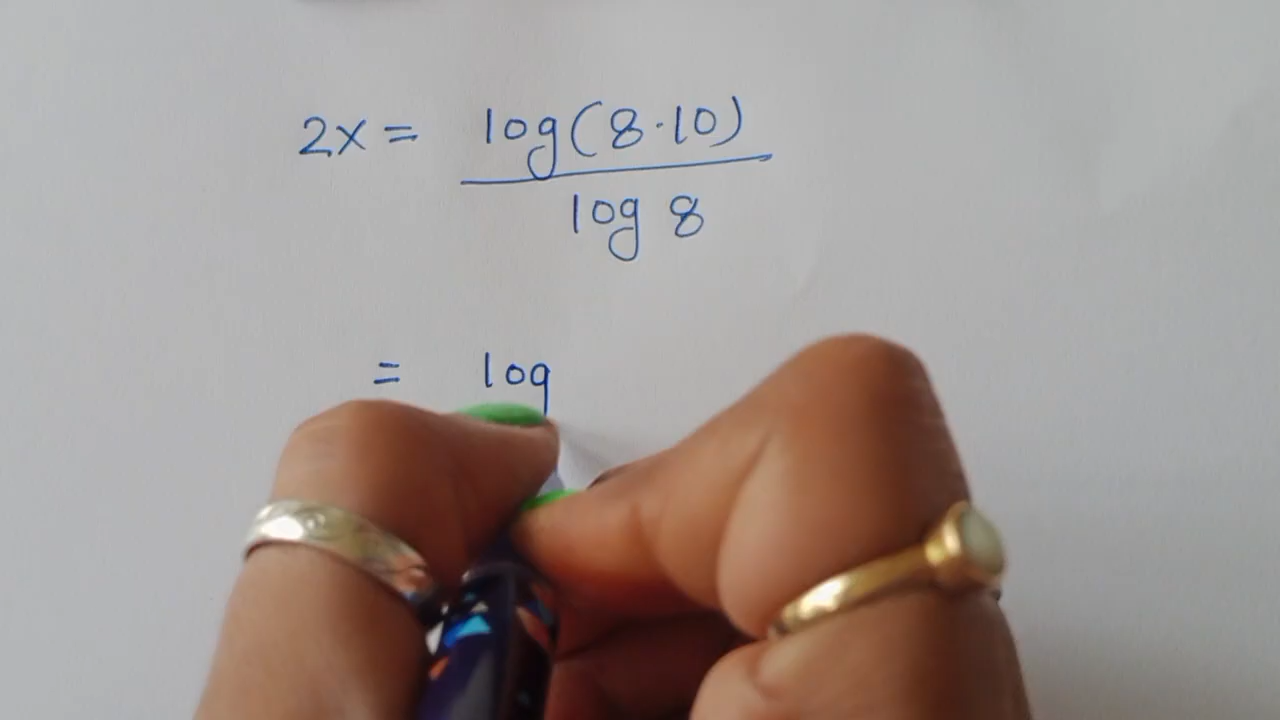 2x = log(8·10)
log 8
= log